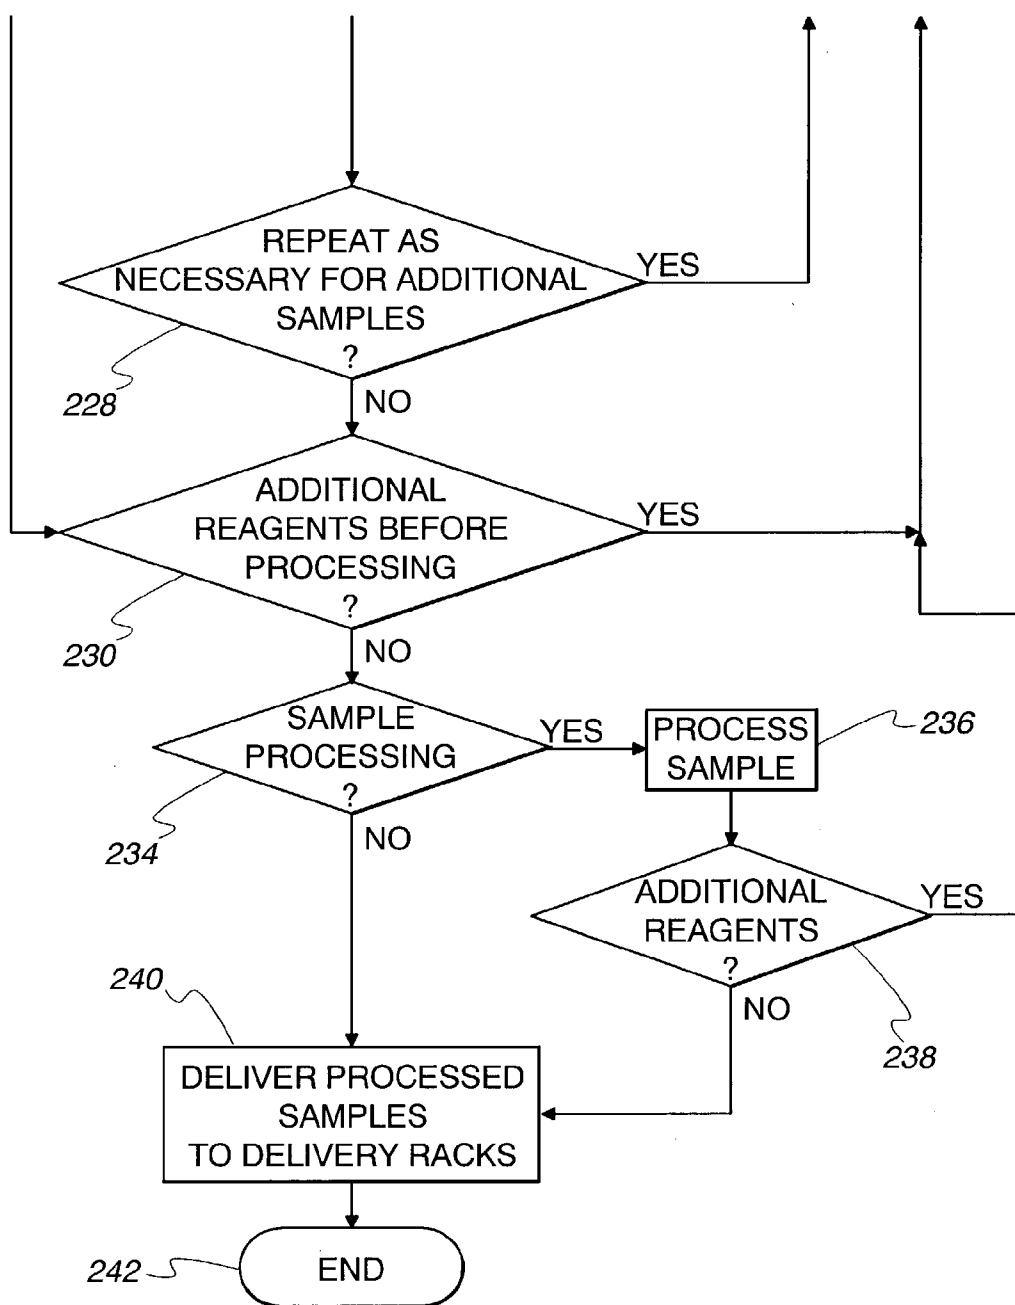 REPEAT AS
NECESSARY FOR ADDITIONAL
SAMPLES
?
YES
228
NO
ADDITIONAL
REAGENTS BEFORE
PROCESSING
?
YES
230
NO
SAMPLE
PROCESSING
?
YES
PROCESS
SAMPLE
236
234
NO
ADDITIONAL
REAGENTS
?
YES
238
NO
240
DELIVER PROCESSED
SAMPLES
TO DELIVERY RACKS
242
END